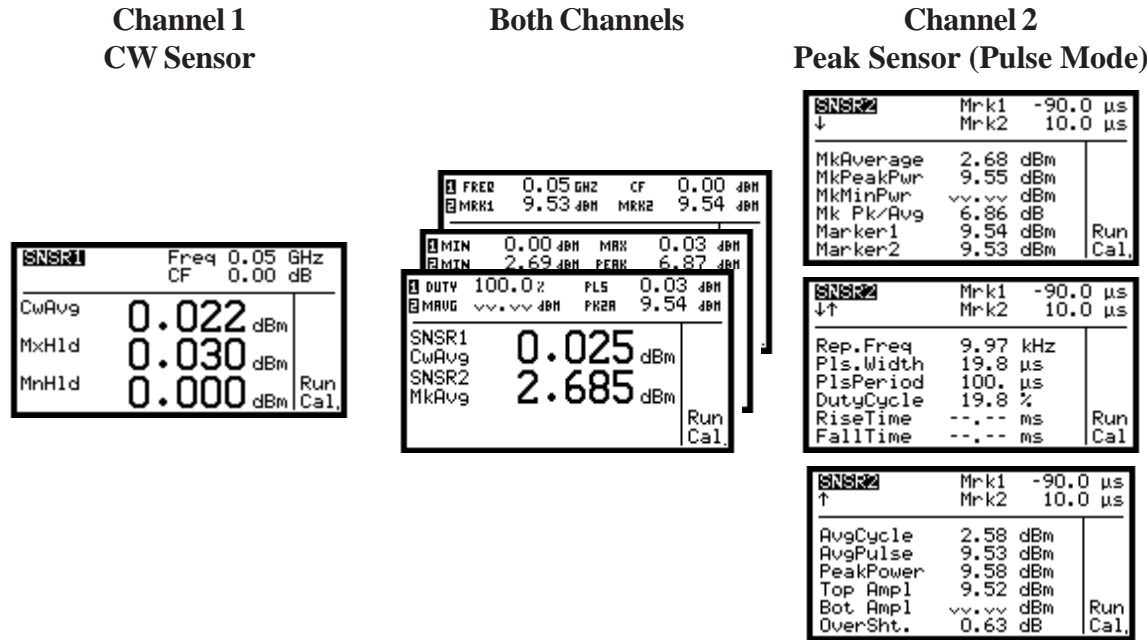 Channel 1
CW Sensor
SNSR1 Freq 0.05 GHz
CF 0.00 dB
CwAvg 0.022 dBm
MxHld 0.030 dBm
MnHld 0.000 dBm
Run
Cal.
Both Channels
1 FREQ 0.05 GHZ CF 0.00 dBM
2 MRK1 9.53 dBM MRK2 9.54 dBM
1 MIN 0.00 dBM MAX 0.03 dBM
2 MIN 2.69 dBM PEAK 6.87 dBM
1 DUTY 100.0 % PLS 0.03 dBM
2 MAVG vv.vv dBM PK2A 9.54 dBM
SNSR1
CwAvg 0.025 dBm
SNSR2
MkAvg 2.685 dBm
Run
Cal.
Channel 2
Peak Sensor (Pulse Mode)
SNSR2 Mrk1 -90.0 µs
↓ Mrk2 10.0 µs
MkAverage 2.68 dBm
MkPeakPwr 9.55 dBm
MkMinPwr vv.vv dBm
Mk Pk/Avg 6.86 dB
Marker1 9.54 dBm Run
Marker2 9.53 dBm Cal.
SNSR2 Mrk1 -90.0 µs
↓↑ Mrk2 10.0 µs
Rep.Freq 9.97 kHz
Pls.Width 19.8 µs
PlsPeriod 100. µs
DutyCycle 19.8 %
RiseTime --.-- ms Run
FallTime --.-- ms Cal
SNSR2 Mrk1 -90.0 µs
↑ Mrk2 10.0 µs
AvgCycle 2.58 dBm
AvgPulse 9.53 dBm
PeakPower 9.58 dBm
Top Ampl 9.52 dBm
Bot Ampl vv.vv dBm Run
OverSht. 0.63 dB Cal.